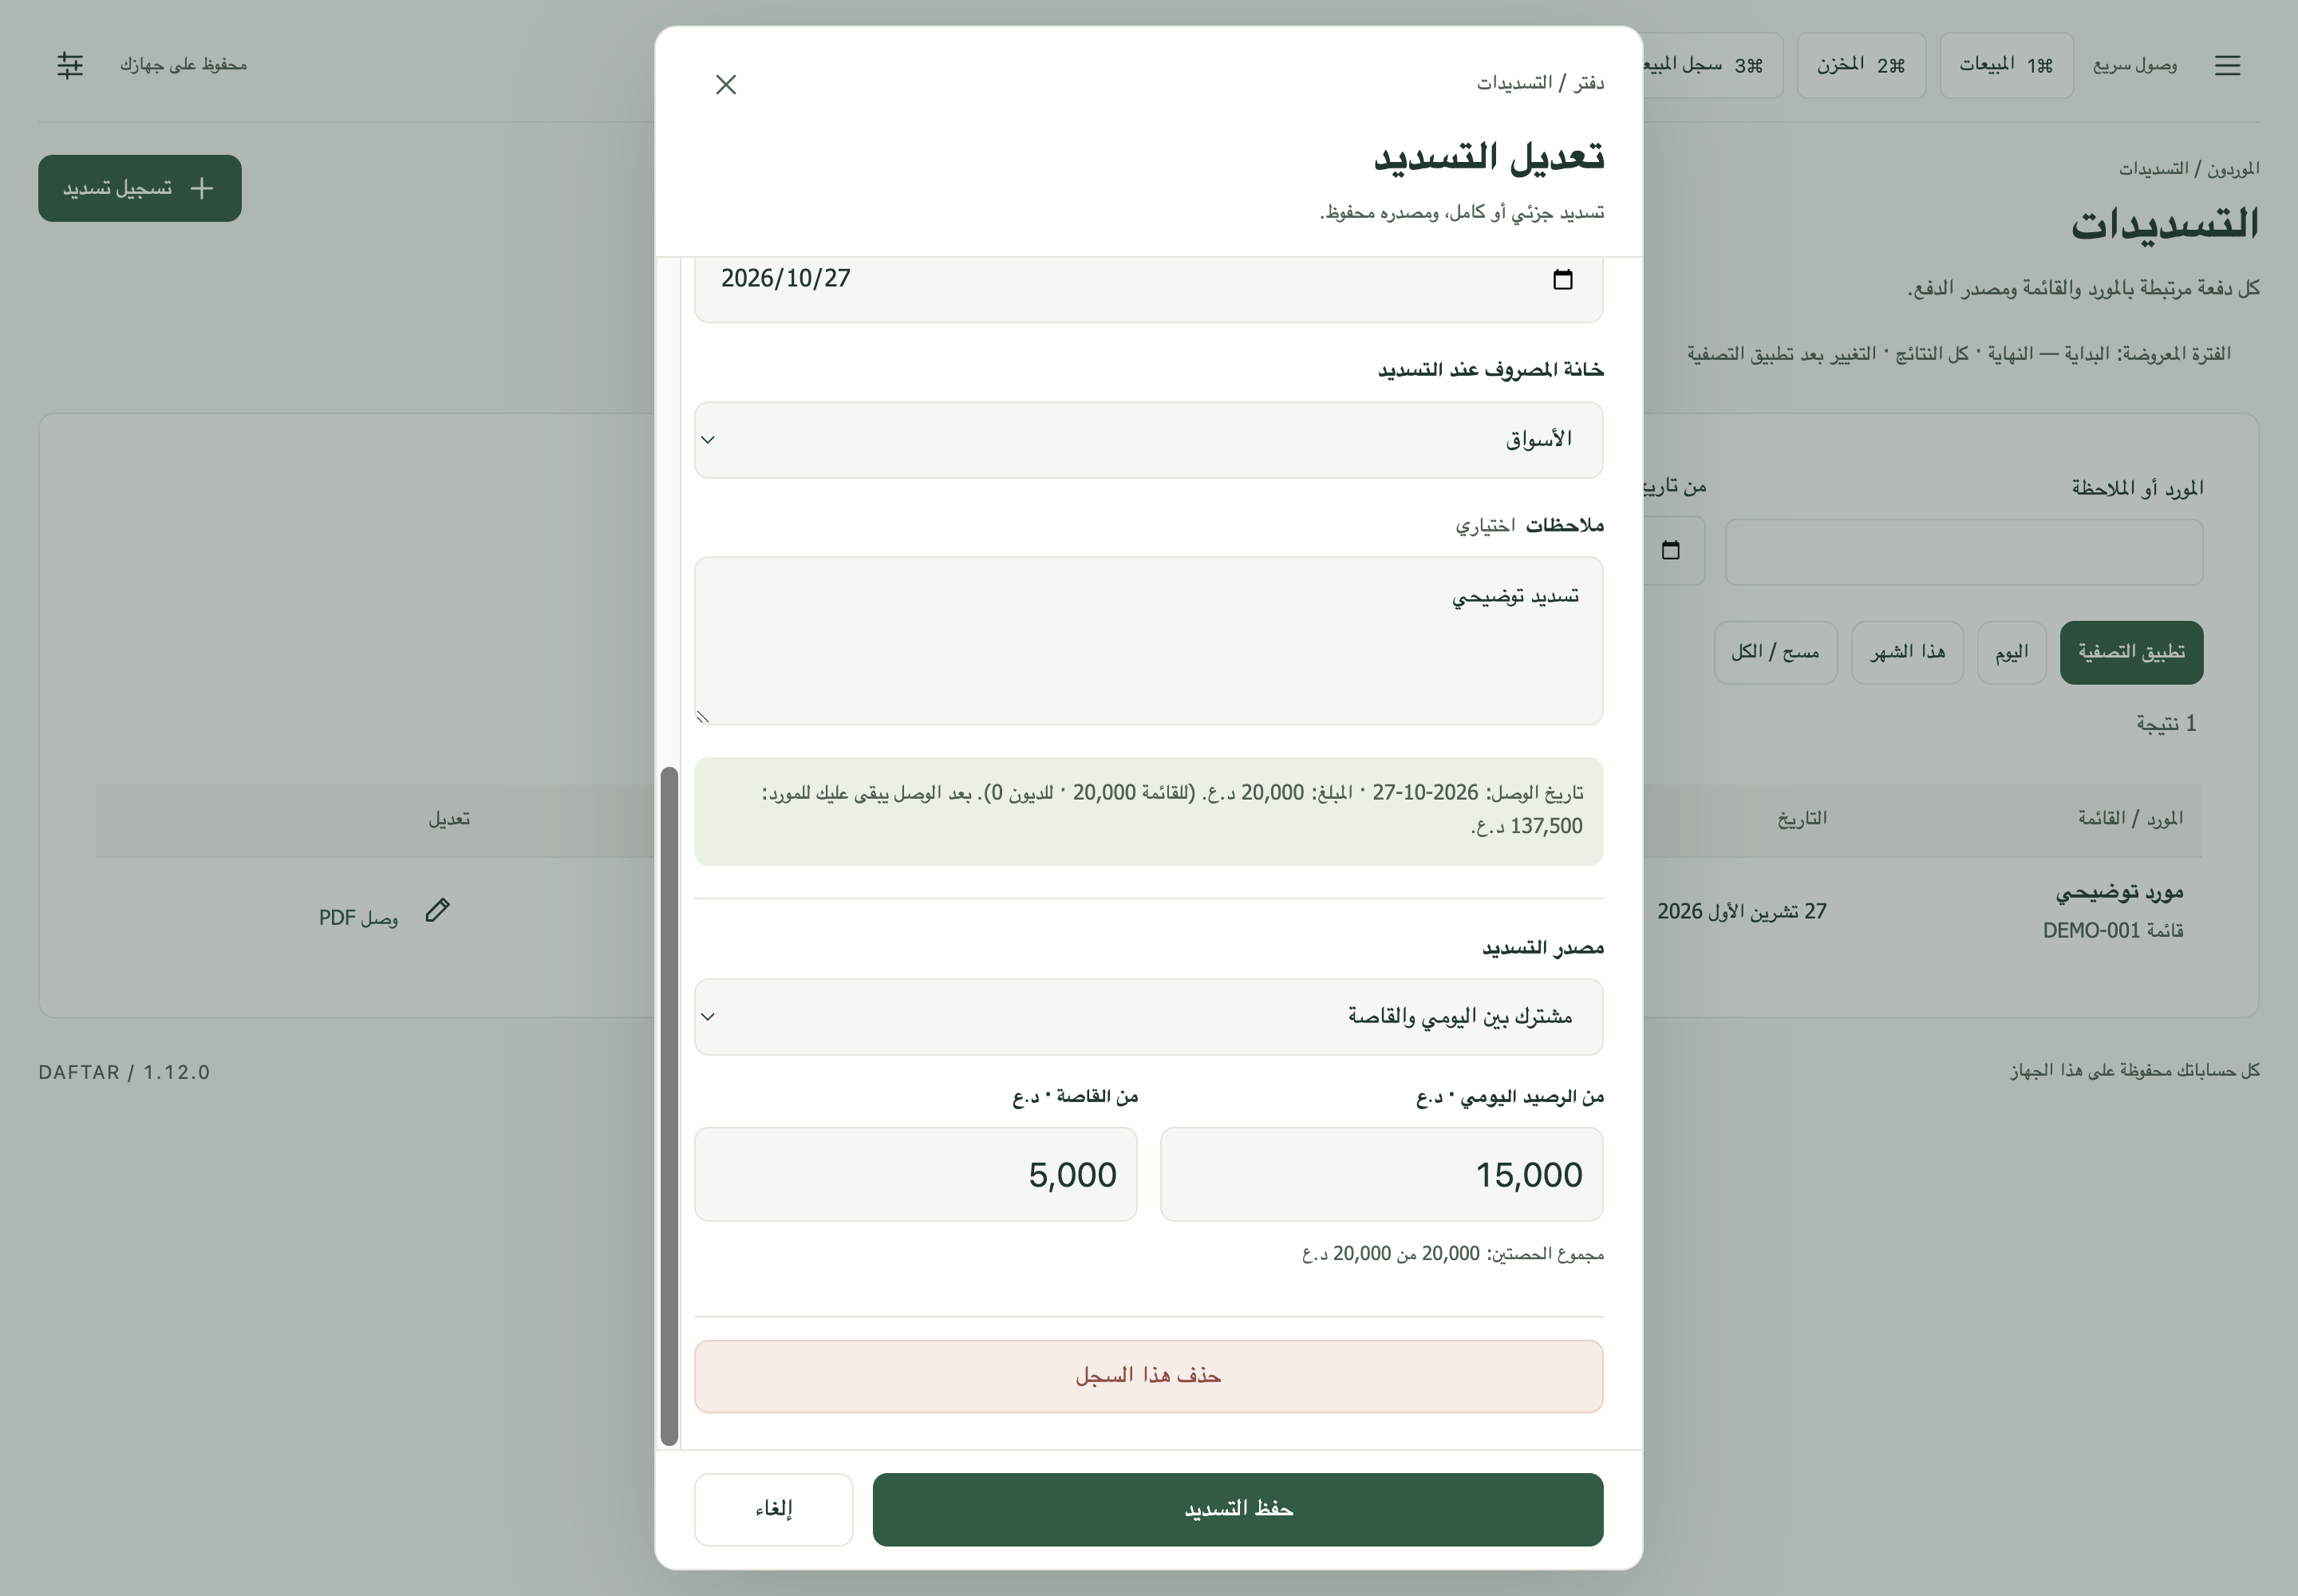 وصول سريع
⌘1 المبيعات
⌘2 المخزن
⌘3 سجل المبيع
محفوظ على جهازك
الموردون / التسديدات
التسديدات
كل دفعة مرتبطة بالمورد والقائمة ومصدر الدفع.
تسجيل تسديد
الفترة المعروضة: البداية — النهاية · كل النتائج · التغيير بعد تطبيق التصفية
المورد أو الملاحظة
من تاريخ
تطبيق التصفية
اليوم
هذا الشهر
مسح / الكل
1 نتيجة
المورد / القائمة
التاريخ
تعديل
مورد توضيحي
قائمة DEMO-001
27 تشرين الأول 2026
وصل PDF
كل حساباتك محفوظة على هذا الجهاز
DAFTAR / 1.12.0
دفتر / التسديدات
تعديل التسديد
تسديد جزئي أو كامل، ومصدره محفوظ.
2026/10/27
خانة المصروف عند التسديد
الأسواق
ملاحظات اختياري
تسديد توضيحي
تاريخ الوصل: 2026-10-27 · المبلغ: 20,000 د.ع. (للقائمة 20,000 · للديون 0). بعد الوصل يبقى عليك للمورد:
137,500 د.ع.
مصدر التسديد
مشترك بين اليومي والقاصة
من الرصيد اليومي · د.ع
15,000
من القاصة · د.ع
5,000
مجموع الحصتين: 20,000 من 20,000 د.ع
حذف هذا السجل
حفظ التسديد
إلغاء